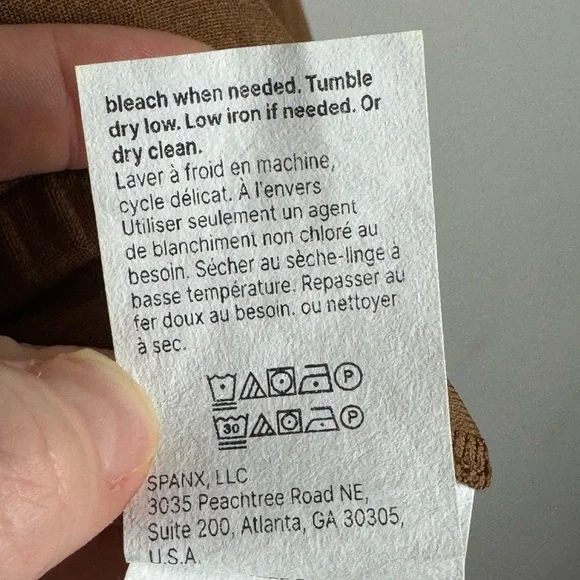 bleach when needed. Tumble
dry low. Low iron if needed. Or
dry clean.
Laver à froid en machine,
cycle délicat. À l'envers
Utiliser seulement un agent
de blanchiment non chloré au
besoin. Sécher au sèche-linge à
basse température. Repasser au
fer doux au besoin. ou nettoyer
à sec.
P
30 P
SPANX, LLC
3035 Peachtree Road NE,
Suite 200, Atlanta, GA 30305,
U.S.A.